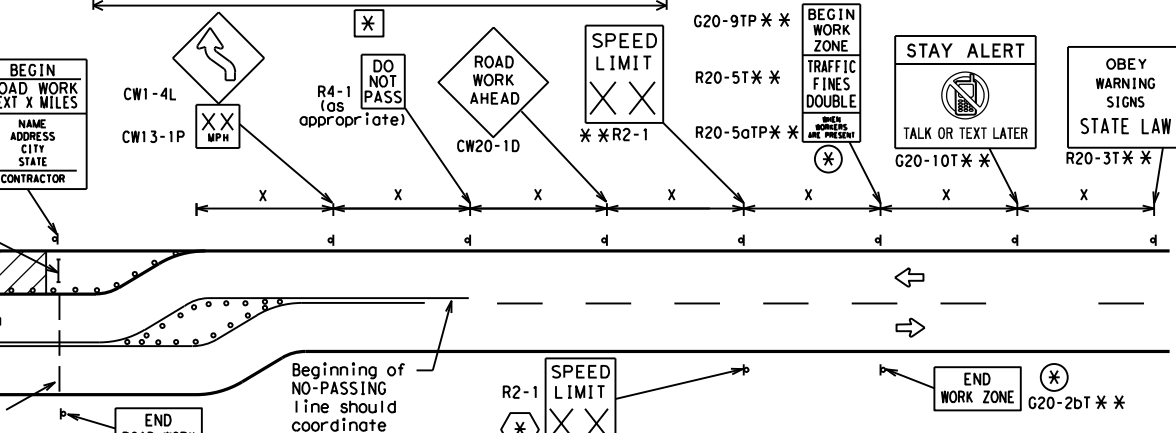 BEGIN
ROAD WORK
NEXT X MILES
NAME
ADDRESS
CITY
STATE
CONTRACTOR
CW1-4L
XX
MPH
CW13-1P
*
R4-1
(as
appropriate)
DO
NOT
PASS
ROAD
WORK
AHEAD
CW20-1D
SPEED
LIMIT
XX
**R2-1
G20-9TP**
R20-5T**
R20-5aTP**
BEGIN
WORK
ZONE
TRAFFIC
FINES
DOUBLE
WHEN
WORKERS
ARE PRESENT
*
STAY ALERT
TALK OR TEXT LATER
G20-10T**
OBEY
WARNING
SIGNS
STATE LAW
R20-3T**
X X X X X X X
Beginning of
NO-PASSING
line should
coordinate
R2-1
*
SPEED
LIMIT
XX
END
WORK ZONE
*
G20-2bT**
END
ROAD WORK